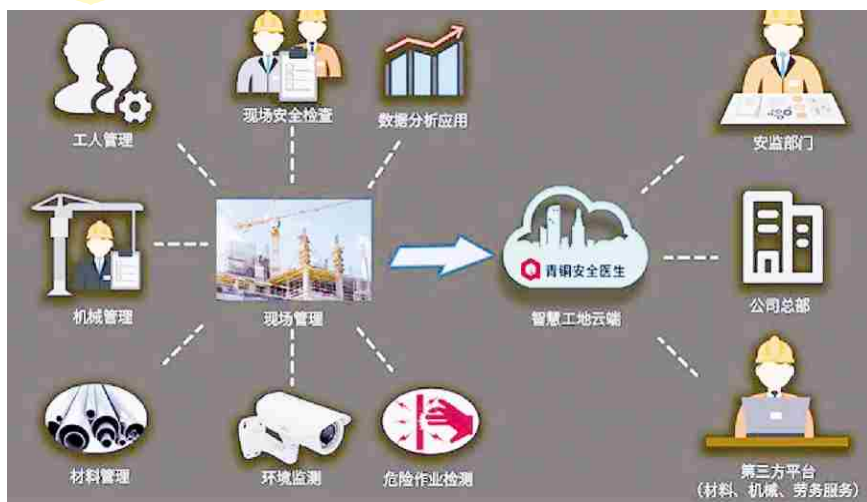 工人管理
现场安全检查
数据分析应用
安监部门
机械管理
现场管理
青铜安全医生
智慧工地云端
公司总部
材料管理
环境监测
危险作业检测
第三方平台
(材料、机械、劳务服务)